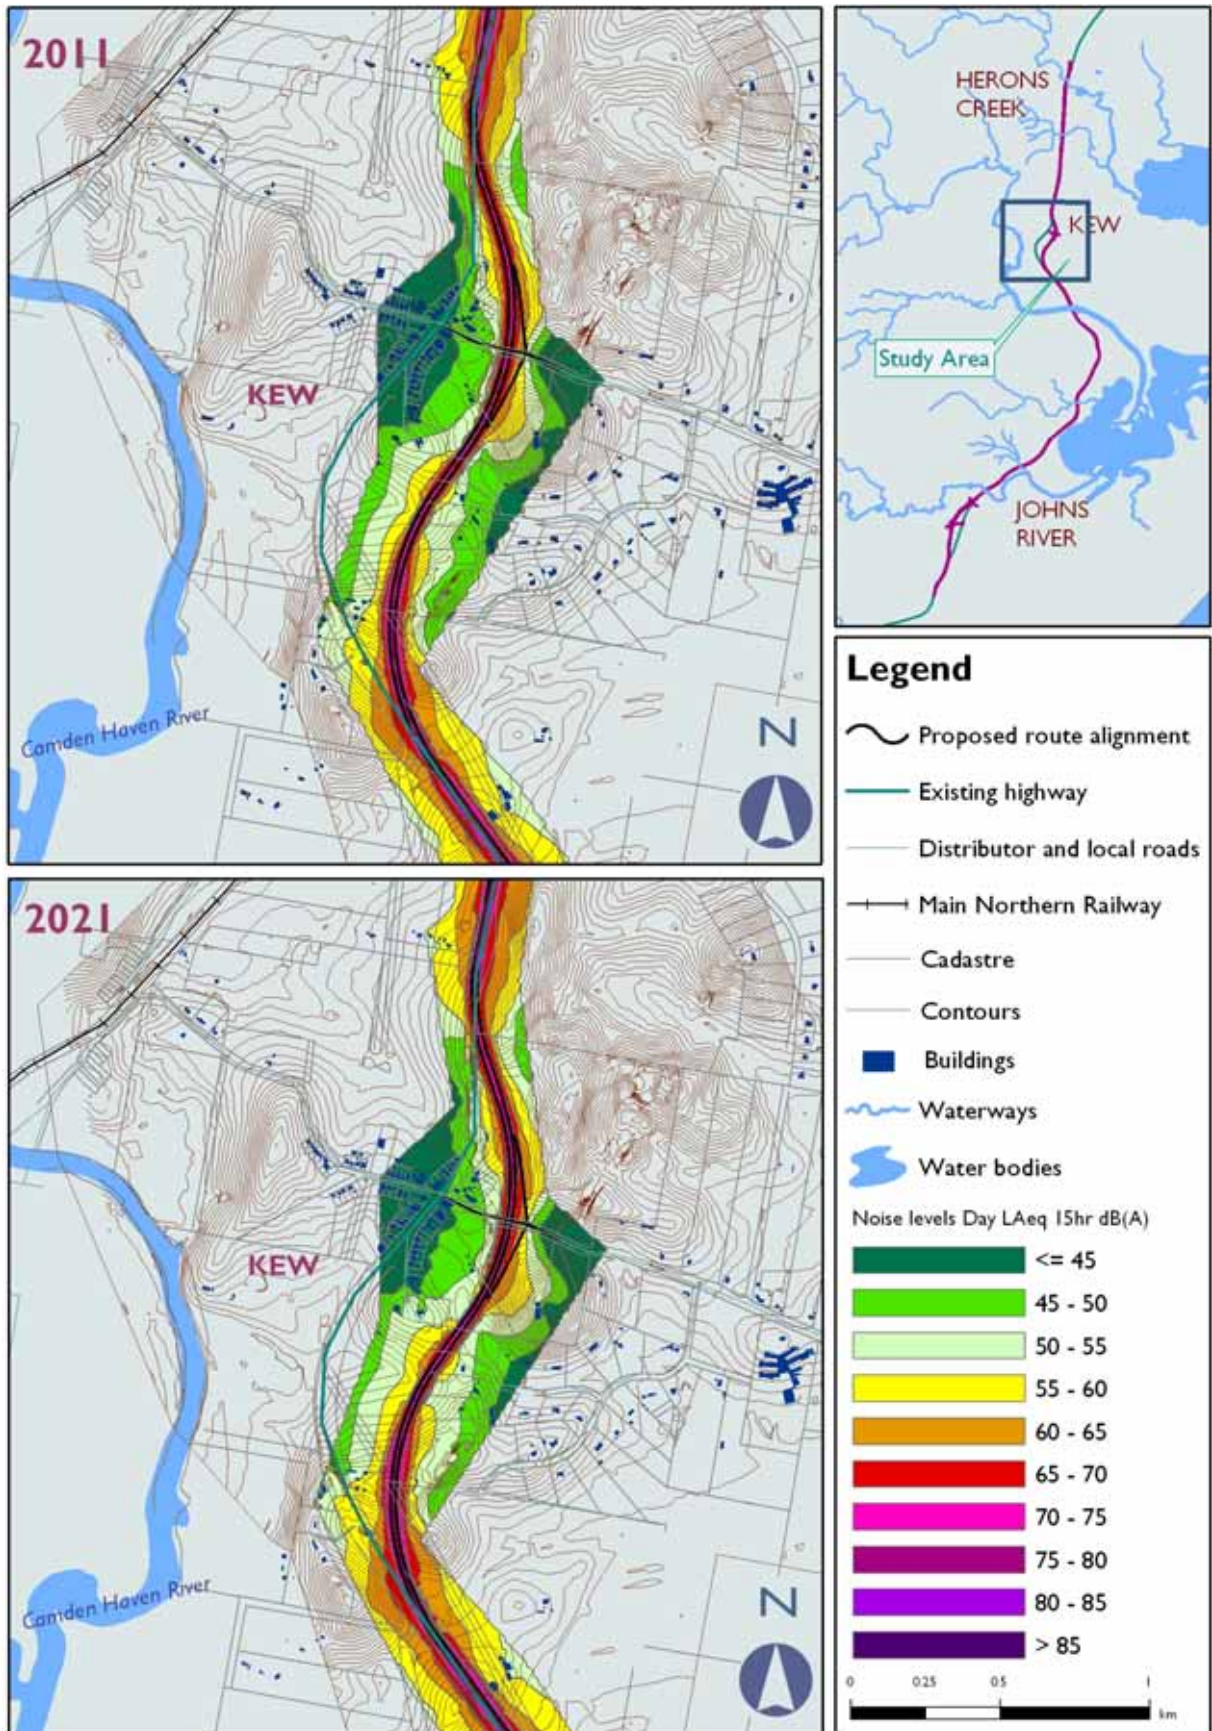 2011
KEW
Camden Haven River
N
2021
KEW
Camden Haven River
N
HERONS
CREEK
KEW
Study Area
JOHNS
RIVER
Legend
Proposed route alignment
Existing highway
Distributor and local roads
Main Northern Railway
Cadastre
Contours
Buildings
Waterways
Water bodies
Noise levels Day LAeq 15hr dB(A)
<= 45
45 - 50
50 - 55
55 - 60
60 - 65
65 - 70
70 - 75
75 - 80
80 - 85
> 85
0 0.25 0.5 1
km